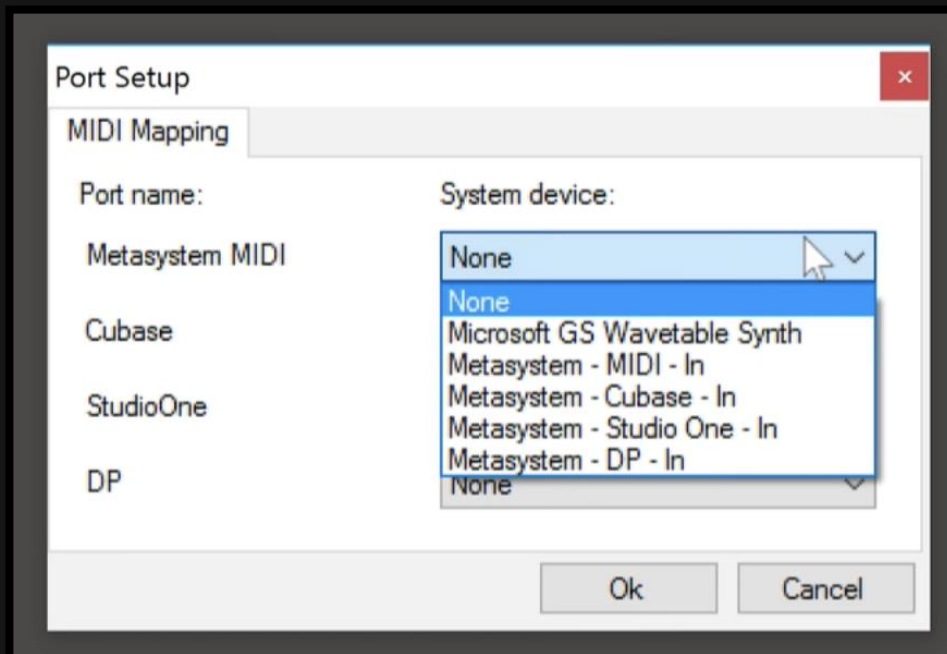 Port Setup
MIDI Mapping
Port name: System device:
Metasystem MIDI None
None
Cubase Microsoft GS Wavetable Synth
Metasystem - MIDI - In
Metasystem - Cubase - In
StudioOne Metasystem - Studio One - In
Metasystem - DP - In
DP None
Ok Cancel